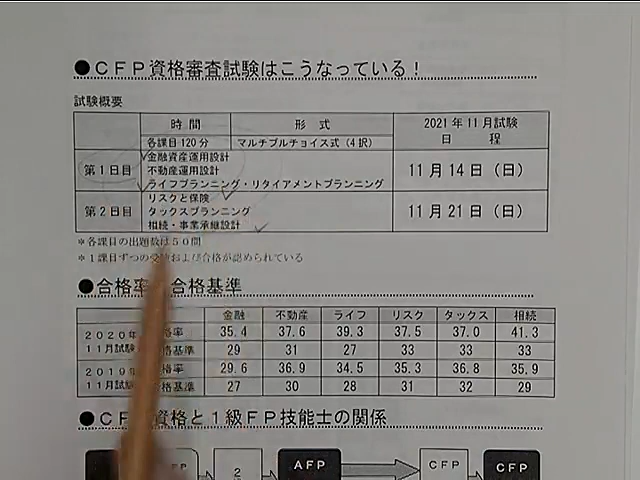 ●ＣＦＰ資格審査試験はこうなっている！
試験概要
時間 形式 2021年11月試験
各課目120分 マルチプルチョイス式（4択） 日程
金融資産運用設計
第1日目 不動産運用設計 11月14日（日）
ライフプランニング・リタイアメントプランニング
リスクと保険
第2日目 タックスプランニング 11月21日（日）
相続・事業承継設計
＊各課目の出題数は５０問
＊１課目ずつの受 および合格が認められている
●合格率 合格基準
金融 不動産 ライフ リスク タックス 相続
２０２０年 格率 35.4 37.6 39.3 37.5 37.0 41.3
１１月試験 格基準 29 31 27 33 33 33
２０１９年 格率 29.6 36.9 34.5 35.3 36.8 35.9
１１月試験 格基準 27 30 28 31 32 29
●ＣＦ 資格と１級ＦＰ技能士の関係
ＦＰ 2 ＡＦＰ ＣＦＰ ＣＦＰ